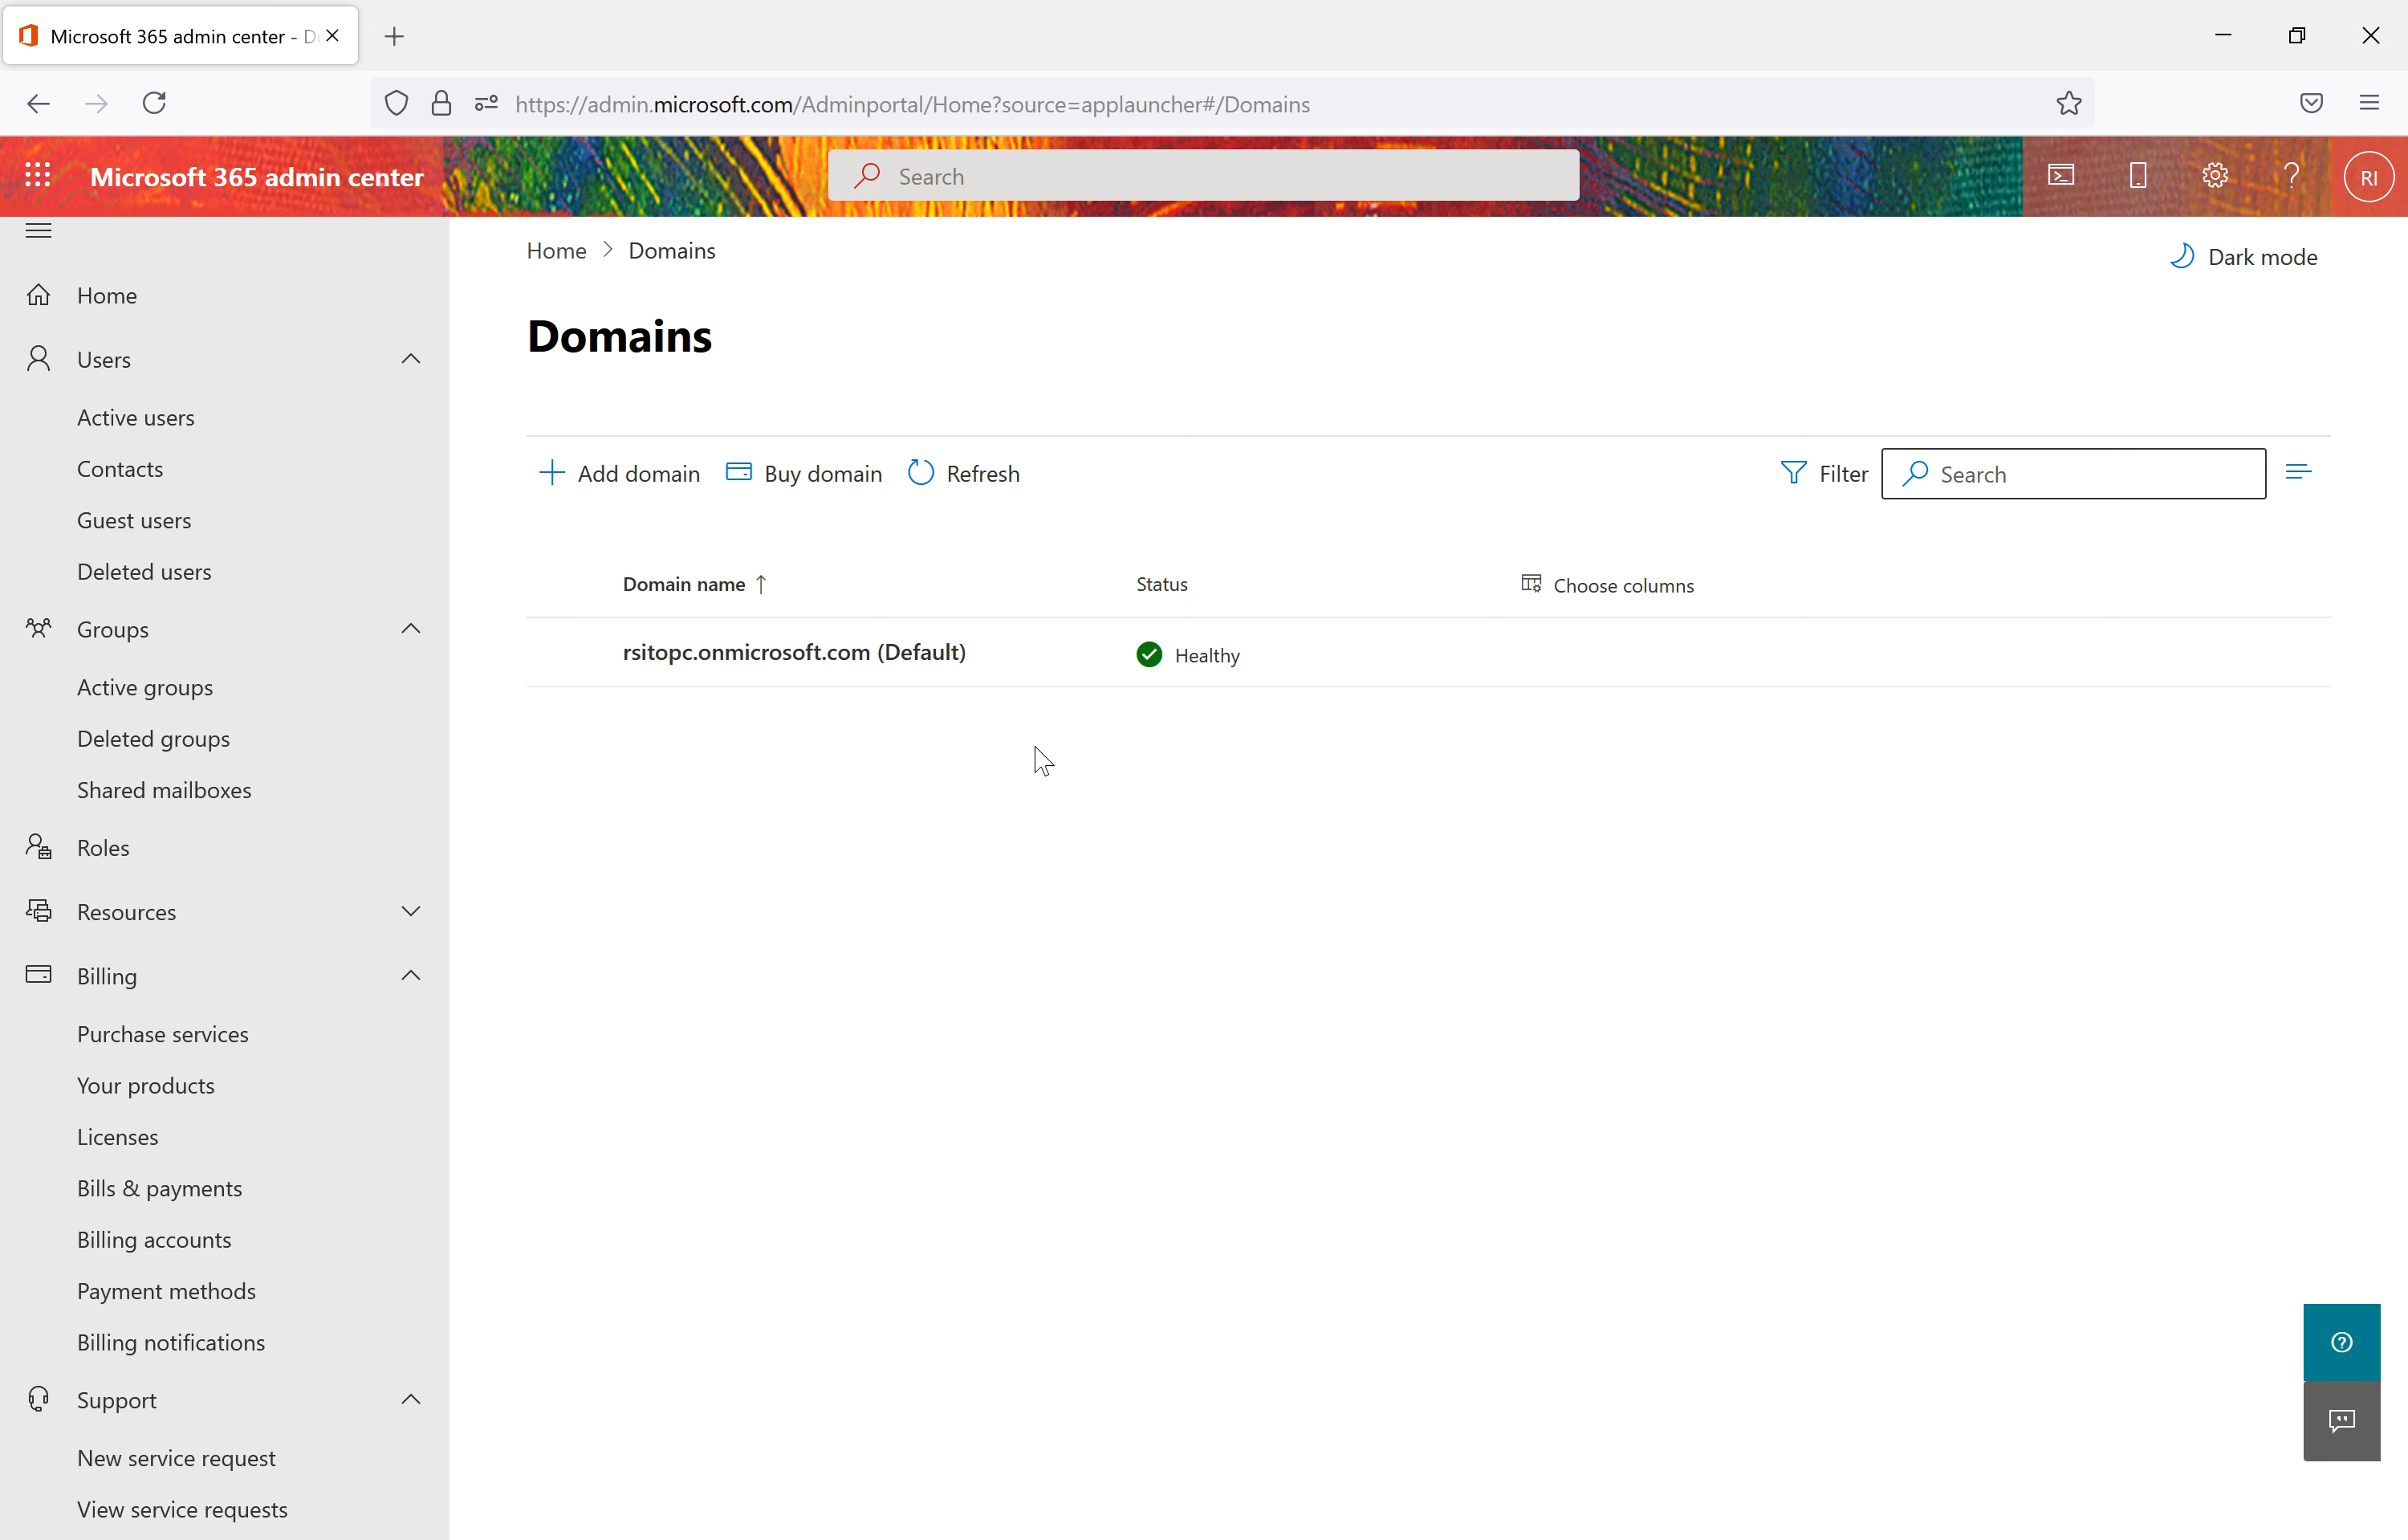 Microsoft 365 admin center - D
https://admin.microsoft.com/Adminportal/Home?source=applauncher#/Domains
Microsoft 365 admin center
Search
RI
Home > Domains
Dark mode
Home
Users
Active users
Contacts
Guest users
Deleted users
Groups
Active groups
Deleted groups
Shared mailboxes
Roles
Resources
Billing
Purchase services
Your products
Licenses
Bills & payments
Billing accounts
Payment methods
Billing notifications
Support
New service request
View service requests
Domains
Add domain
Buy domain
Refresh
Filter
Search
Domain name ↑
Status
Choose columns
rsitopc.onmicrosoft.com (Default)
Healthy